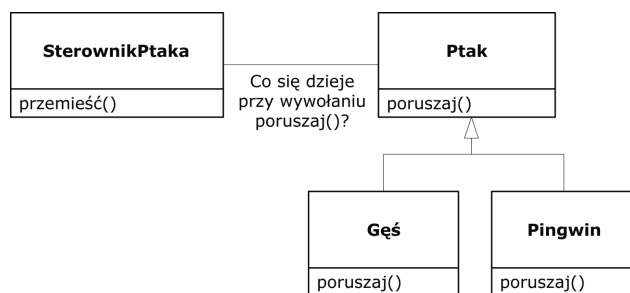 SterownikPtaka
Ptak
przemieść()
Co się dzieje
przy wywołaniu
poruszaj()?
poruszaj()
Gęś
Pingwin
poruszaj()
poruszaj()